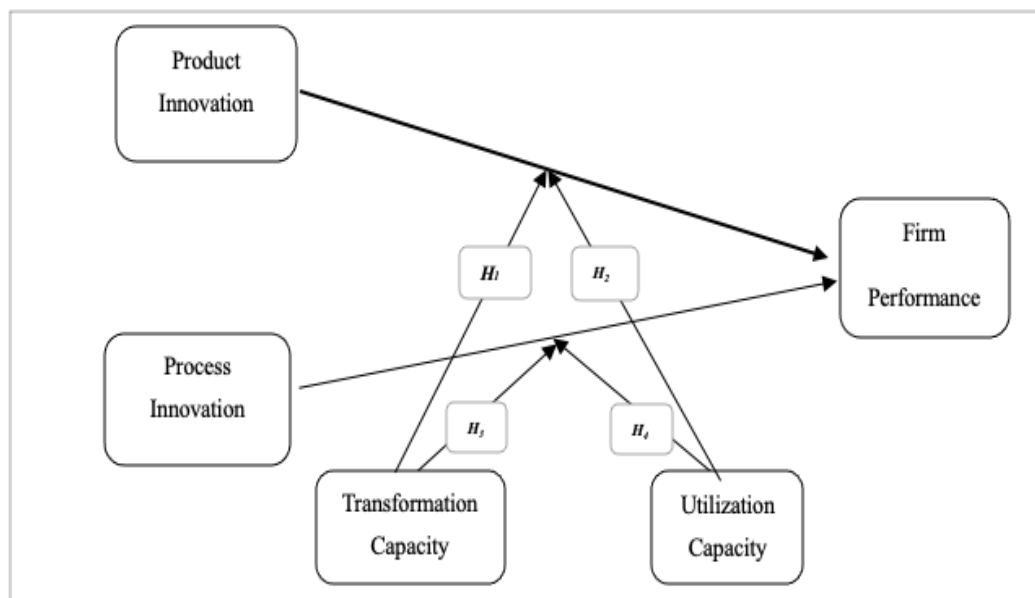 Product
Innovation
Firm
Performance
H1
H2
Process
Innovation
H3
H4
Transformation
Capacity
Utilization
Capacity